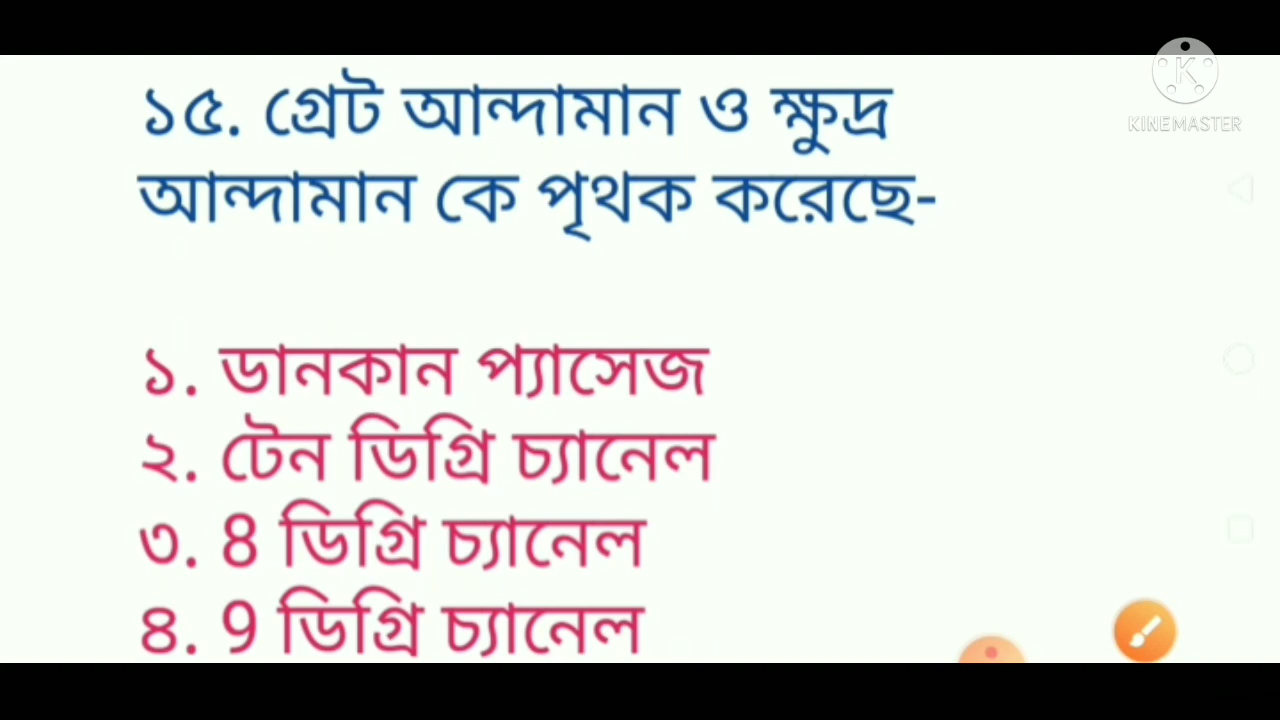 ১৫. গ্রেট আন্দামান ও ক্ষুদ্র
আন্দামান কে পৃথক করেছে-
১. ডানকান প্যাসেজ
২. টেন ডিগ্রি চ্যানেল
৩. 8 ডিগ্রি চ্যানেল
৪. 9 ডিগ্রি চ্যানেল
K
KINEMASTER